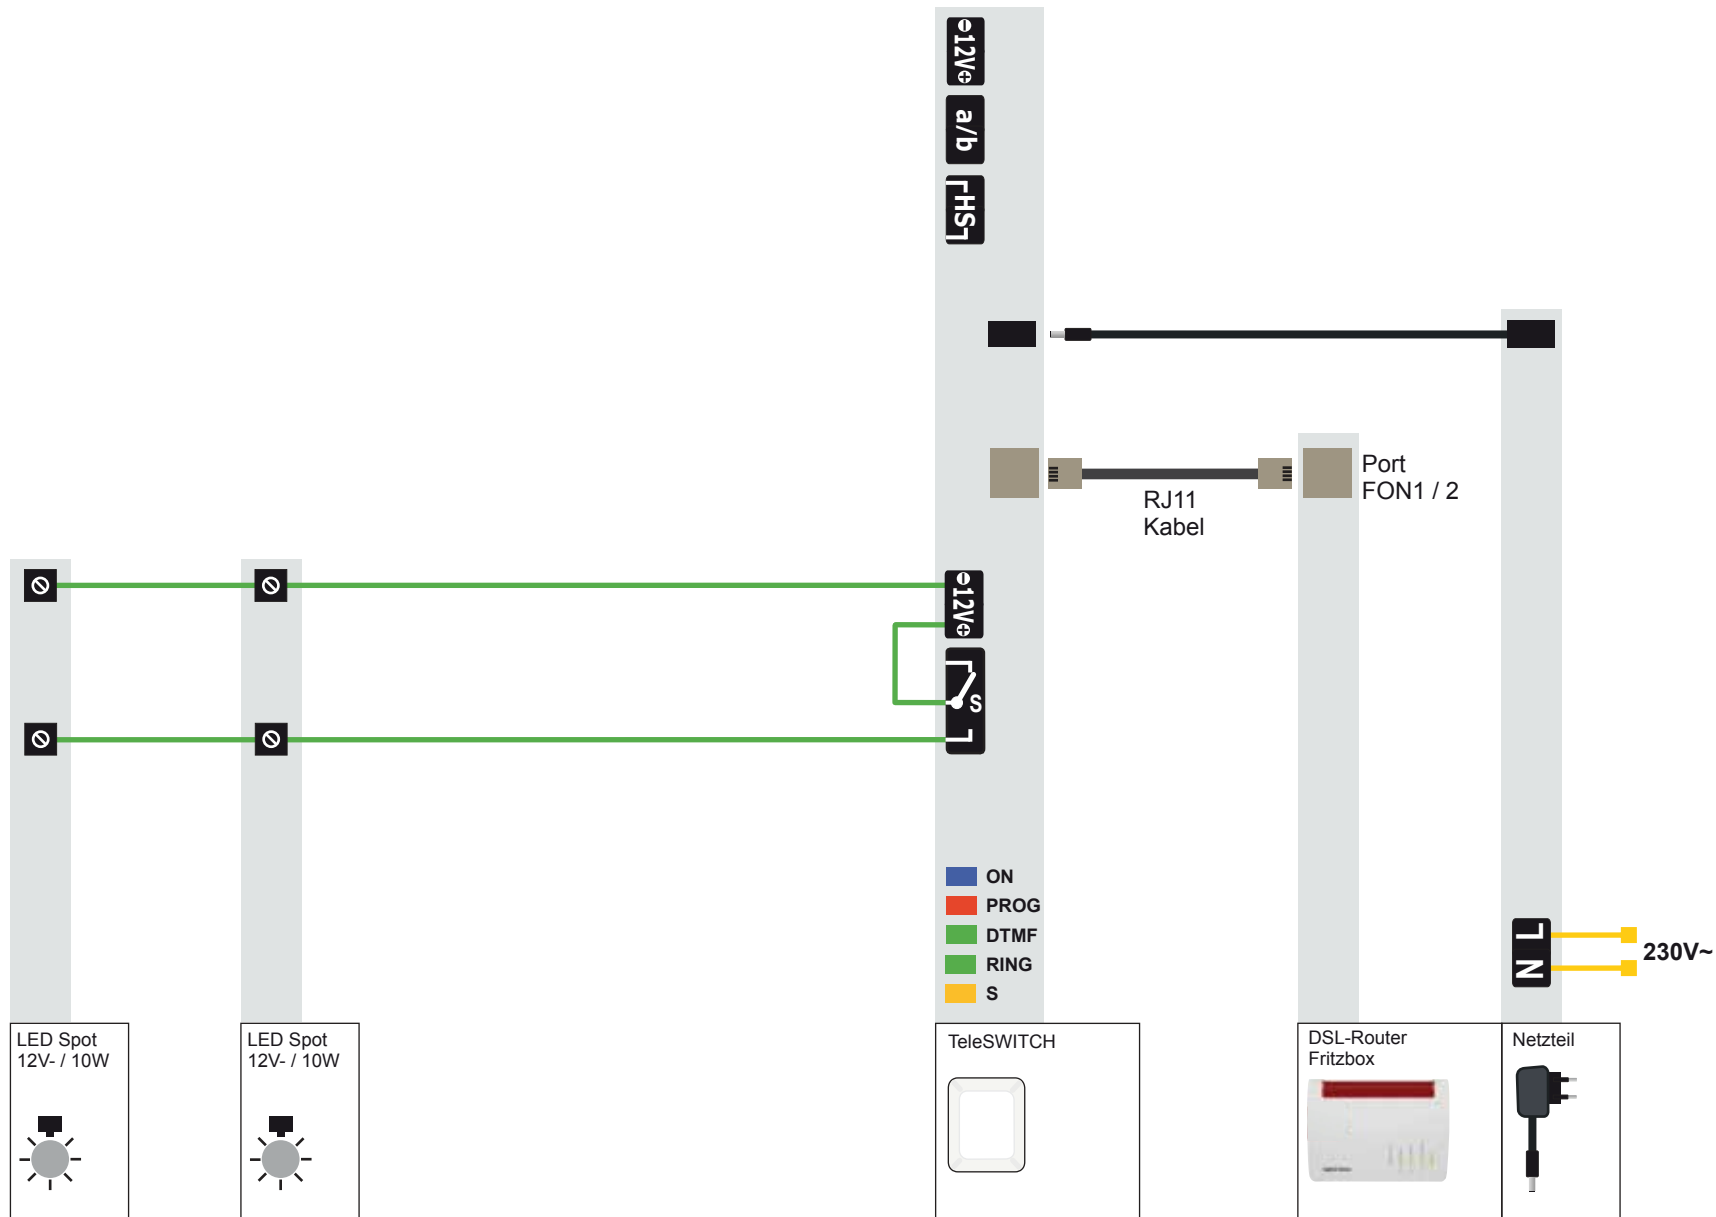 ⊖12V⊕
a/b
HS
Port
FON1 / 2
RJ11
Kabel
⊖12V⊕
S
ON
PROG
DTMF
RING
S
N L
230V~
LED Spot
12V- / 10W
LED Spot
12V- / 10W
TeleSWITCH
DSL-Router
Fritzbox
Netzteil